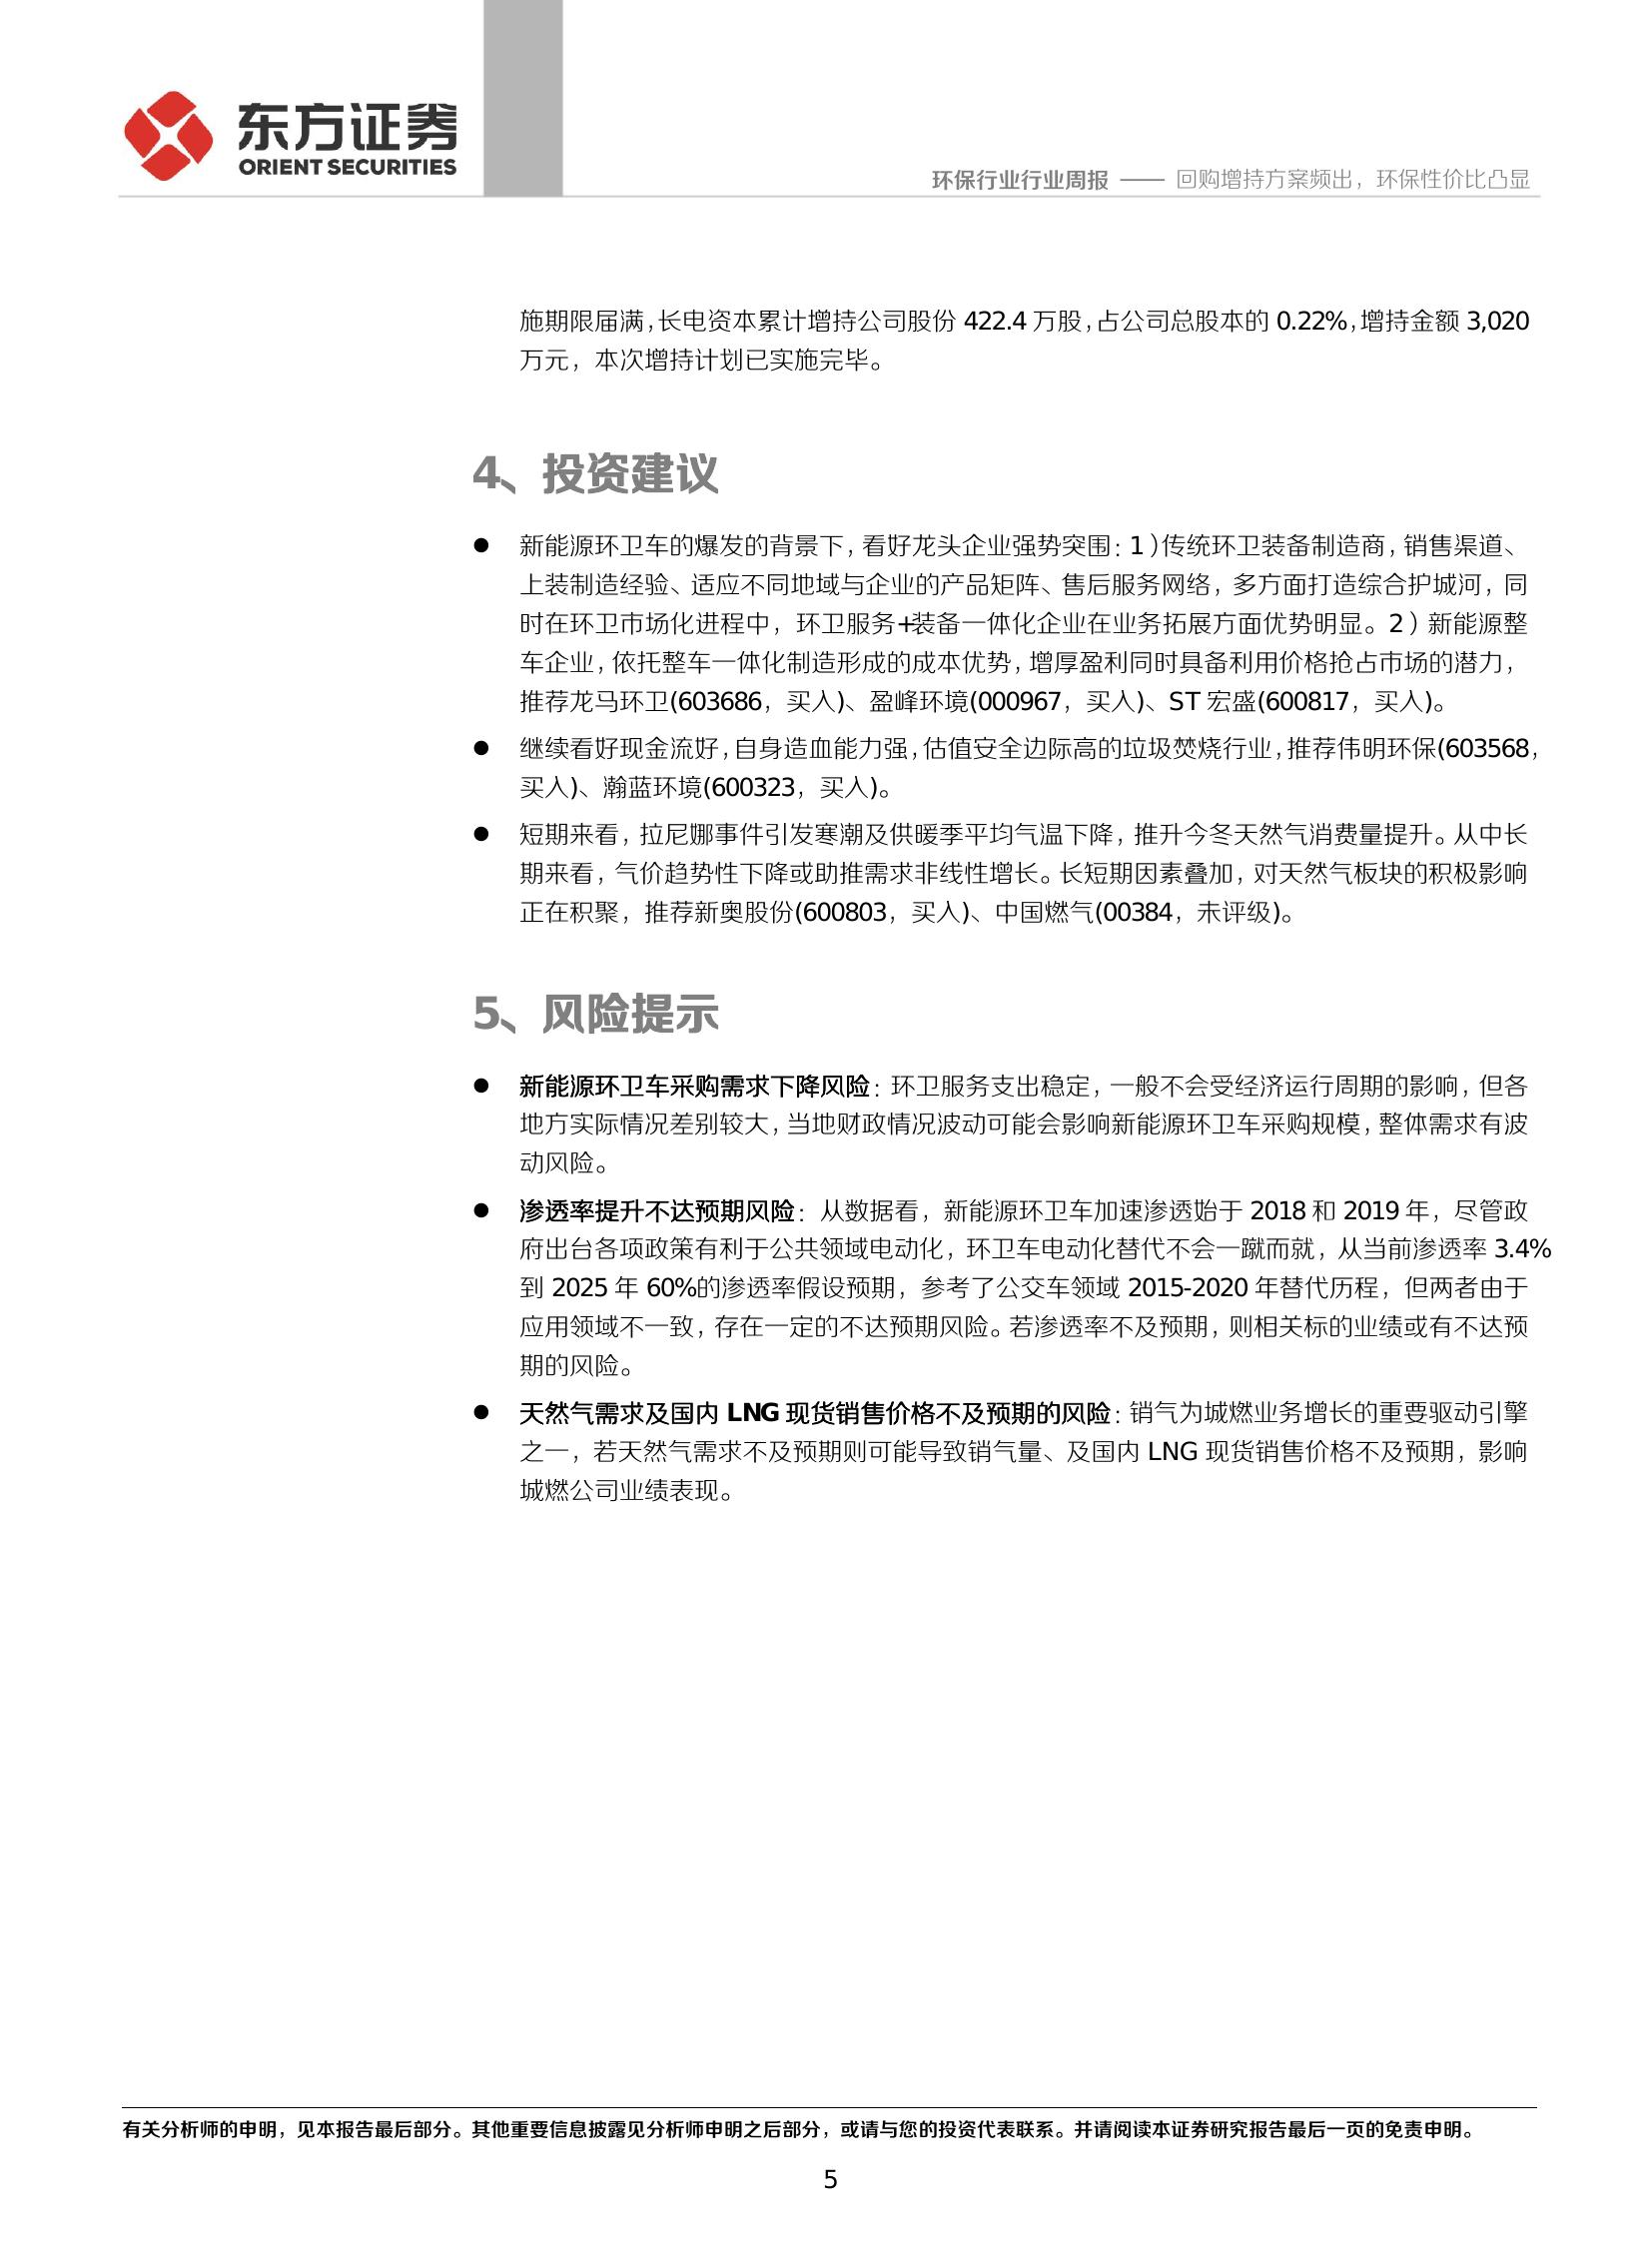 东方证券
ORIENT SECURITIES
环保行业行业周报 —— 回购增持方案频出，环保性价比凸显
施期限届满，长电资本累计增持公司股份 422.4 万股，占公司总股本的 0.22%，增持金额 3,020
万元，本次增持计划已实施完毕。
4、投资建议
● 新能源环卫车的爆发的背景下，看好龙头企业强势突围：1）传统环卫装备制造商，销售渠道、
上装制造经验、适应不同地域与企业的产品矩阵、售后服务网络，多方面打造综合护城河，同
时在环卫市场化进程中，环卫服务+装备一体化企业在业务拓展方面优势明显。2）新能源整
车企业，依托整车一体化制造形成的成本优势，增厚盈利同时具备利用价格抢占市场的潜力，
推荐龙马环卫(603686，买入)、盈峰环境(000967，买入)、ST 宏盛(600817，买入)。
● 继续看好现金流好，自身造血能力强，估值安全边际高的垃圾焚烧行业，推荐伟明环保(603568，
买入)、瀚蓝环境(600323，买入)。
● 短期来看，拉尼娜事件引发寒潮及供暖季平均气温下降，推升今冬天然气消费量提升。从中长
期来看，气价趋势性下降或助推需求非线性增长。长短期因素叠加，对天然气板块的积极影响
正在积聚，推荐新奥股份(600803，买入)、中国燃气(00384，未评级)。
5、风险提示
● 新能源环卫车采购需求下降风险：环卫服务支出稳定，一般不会受经济运行周期的影响，但各
地方实际情况差别较大，当地财政情况波动可能会影响新能源环卫车采购规模，整体需求有波
动风险。
● 渗透率提升不达预期风险：从数据看，新能源环卫车加速渗透始于 2018 和 2019 年，尽管政
府出台各项政策有利于公共领域电动化，环卫车电动化替代不会一蹴而就，从当前渗透率 3.4%
到 2025 年 60%的渗透率假设预期，参考了公交车领域 2015-2020 年替代历程，但两者由于
应用领域不一致，存在一定的不达预期风险。若渗透率不及预期，则相关标的业绩或有不达预
期的风险。
● 天然气需求及国内 LNG 现货销售价格不及预期的风险：销气为城燃业务增长的重要驱动引擎
之一，若天然气需求不及预期则可能导致销气量、及国内 LNG 现货销售价格不及预期，影响
城燃公司业绩表现。
有关分析师的申明，见本报告最后部分。其他重要信息披露见分析师申明之后部分，或请与您的投资代表联系。并请阅读本证券研究报告最后一页的免责申明。
5